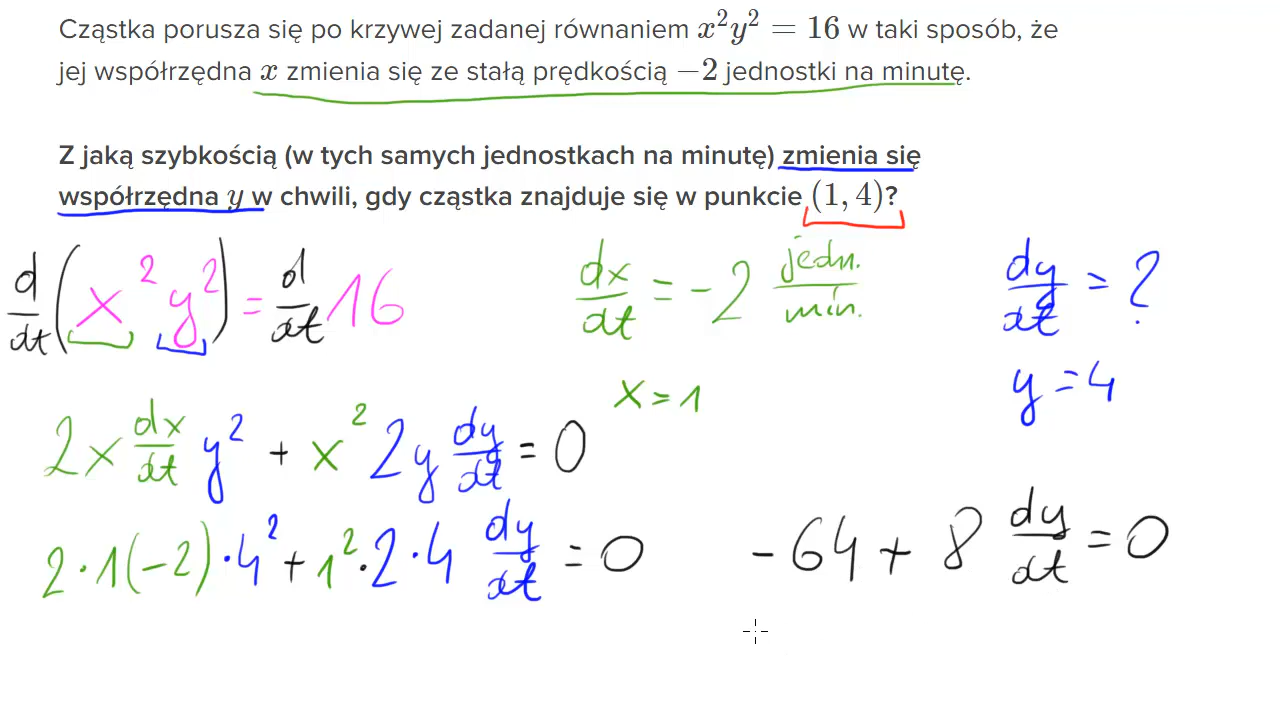 Cząstka porusza się po krzywej zadanej równaniem x²y² = 16 w taki sposób, że
jej współrzędna x zmienia się ze stałą prędkością −2 jednostki na minutę.
Z jaką szybkością (w tych samych jednostkach na minutę) zmienia się
współrzędna y w chwili, gdy cząstka znajduje się w punkcie (1, 4)?
d/dt (x² y²) = d/dt 16
dx/dt = -2 jedn./min.
dy/dt = ?
x = 1
y = 4
2x dx/dt y² + x² 2y dy/dt = 0
2·1(-2)·4² + 1²·2·4 dy/dt = 0
-64 + 8 dy/dt = 0